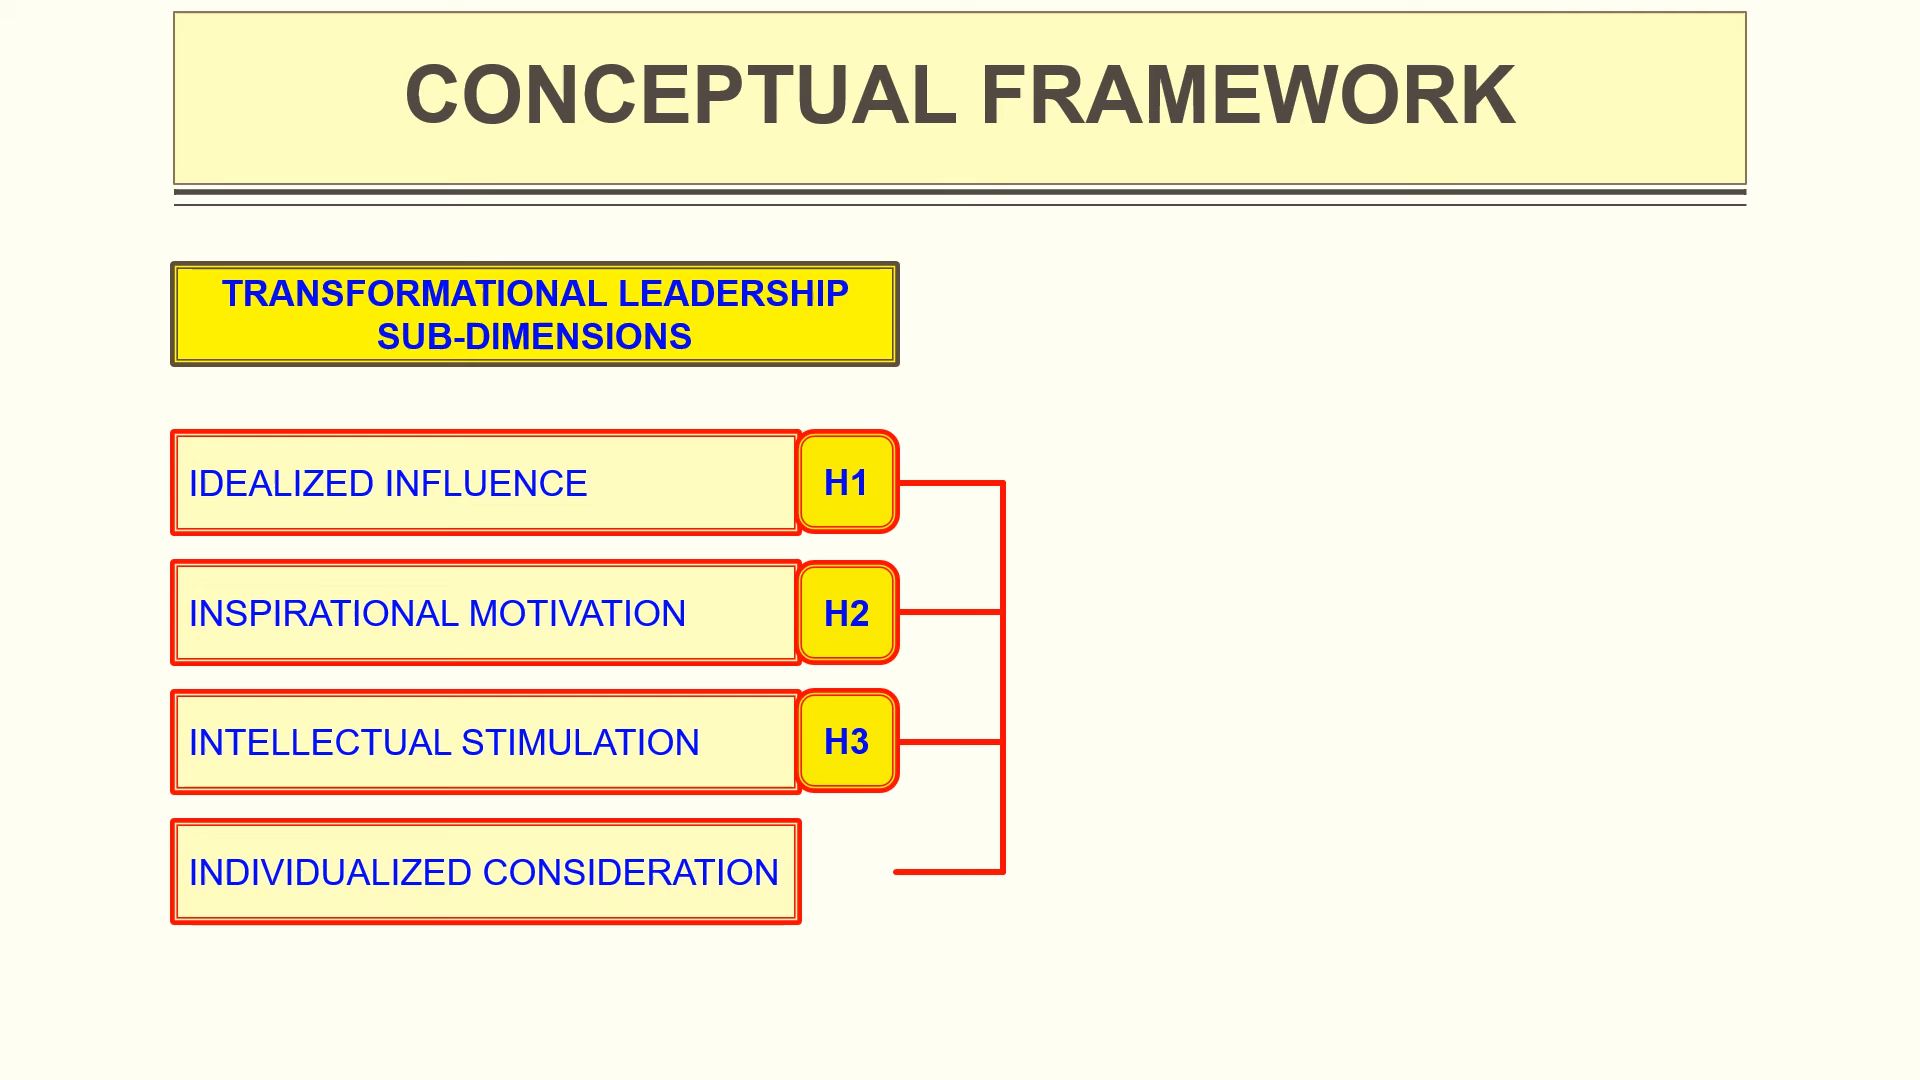 CONCEPTUAL FRAMEWORK
TRANSFORMATIONAL LEADERSHIP
SUB-DIMENSIONS
IDEALIZED INFLUENCE H1
INSPIRATIONAL MOTIVATION H2
INTELLECTUAL STIMULATION H3
INDIVIDUALIZED CONSIDERATION